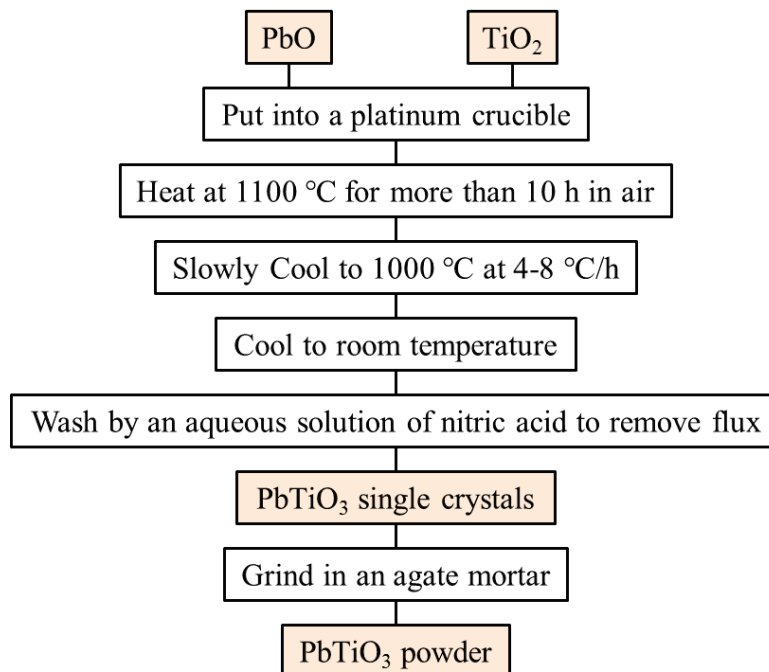 PbO
TiO₂
Put into a platinum crucible
Heat at 1100 ℃ for more than 10 h in air
Slowly Cool to 1000 ℃ at 4-8 ℃/h
Cool to room temperature
Wash by an aqueous solution of nitric acid to remove flux
PbTiO₃ single crystals
Grind in an agate mortar
PbTiO₃ powder